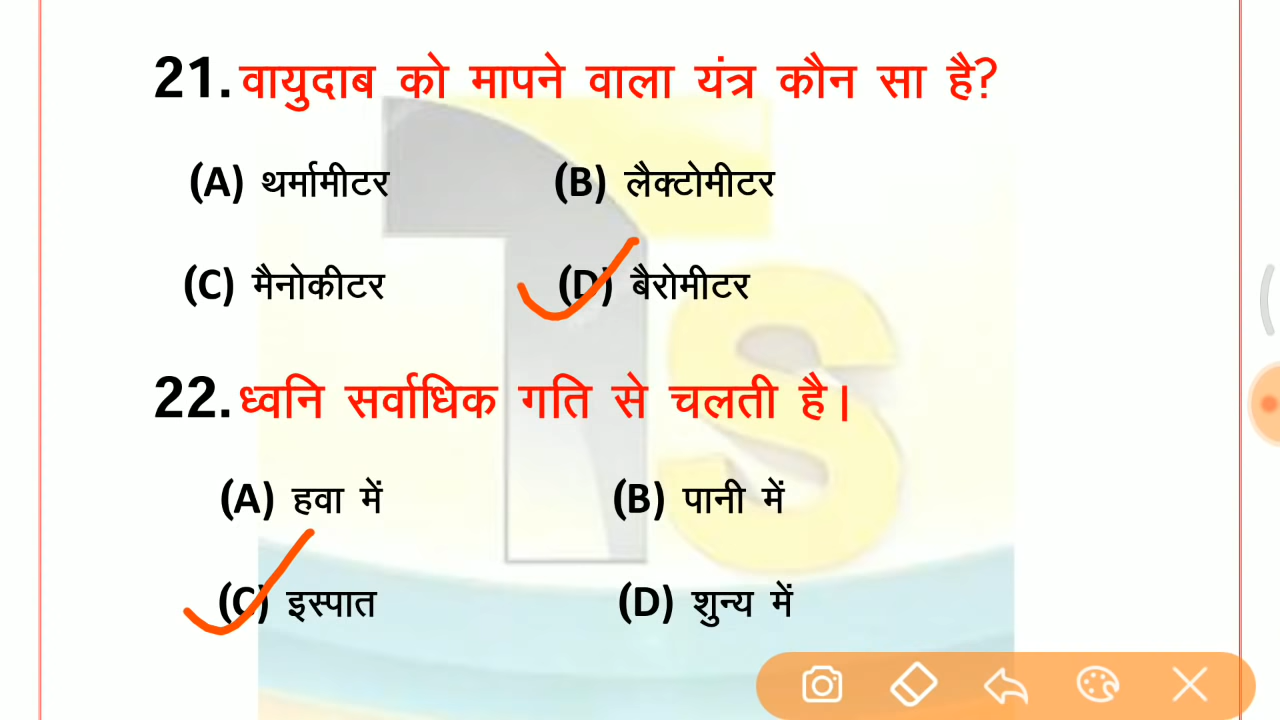 21. वायुदाब को मापने वाला यंत्र कौन सा है?
(A) थर्मामीटर (B) लैक्टोमीटर
(C) मैनोकीटर (D) बैरोमीटर
22. ध्वनि सर्वाधिक गति से चलती है।
(A) हवा में (B) पानी में
(C) इस्पात (D) शुन्य में